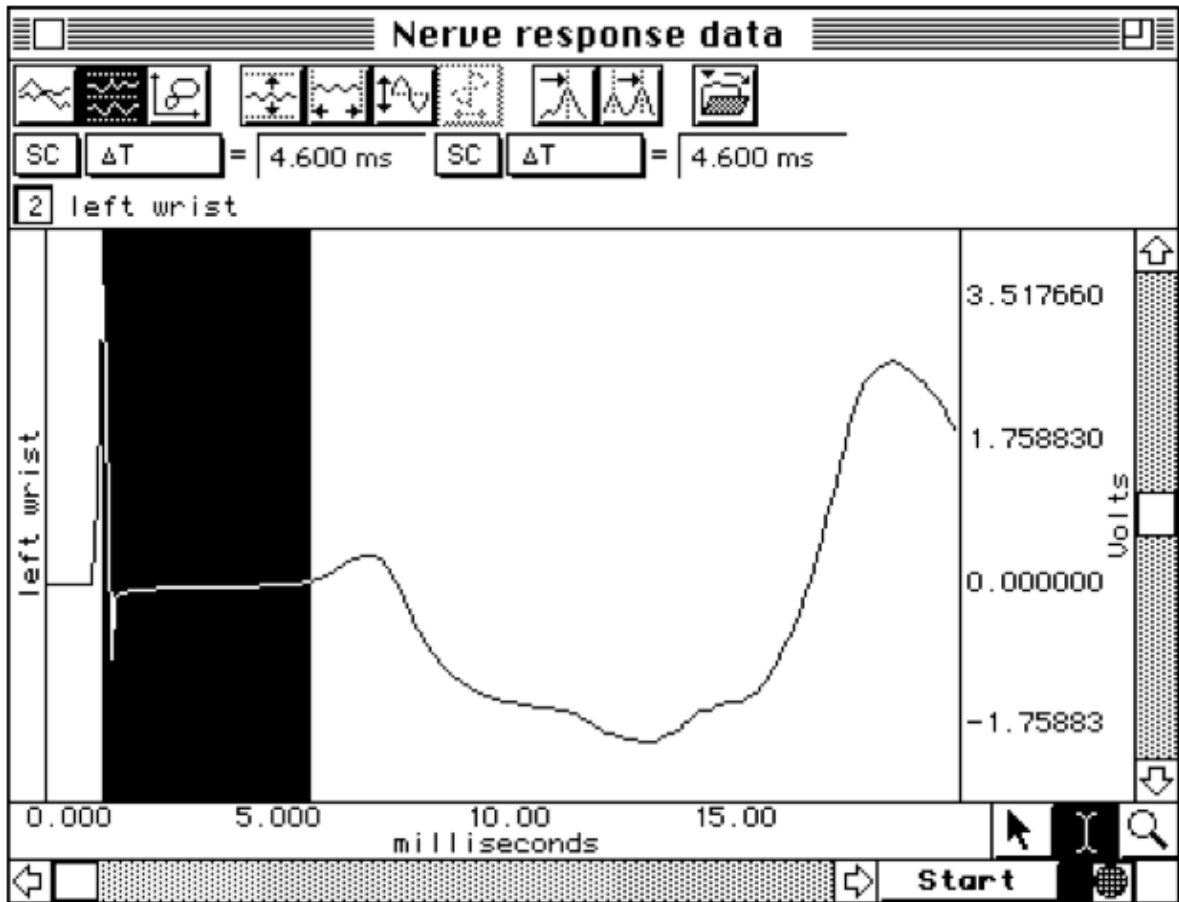 Nerve response data
SC ΔT = 4.600 ms SC ΔT = 4.600 ms
2 left wrist
left wrist
3.517660
1.758830
0.000000
-1.75883
Volts
0.000 5.000 10.00 15.00
milliseconds
Start